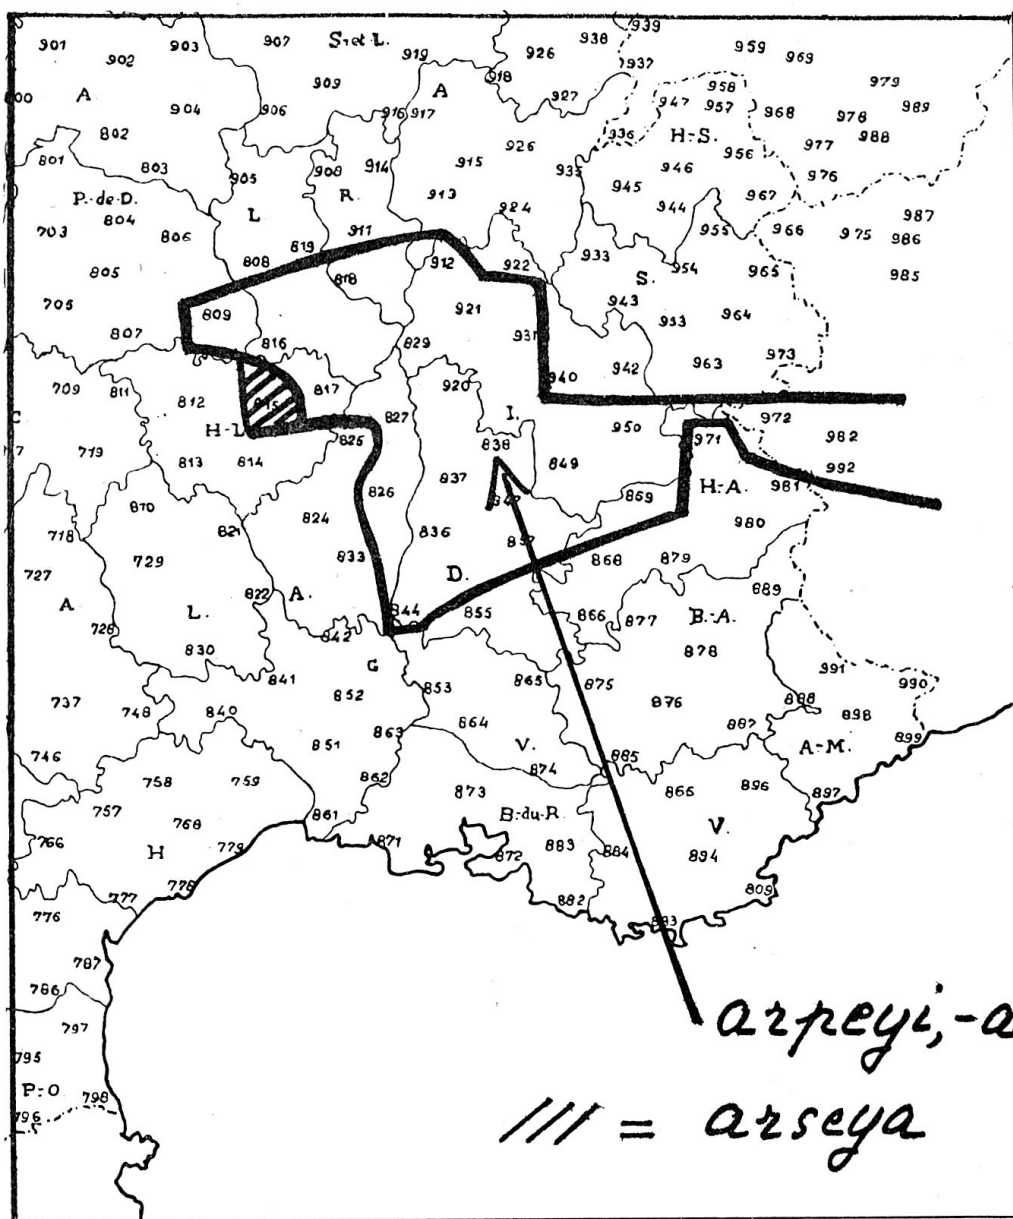 901 902 903 907 S.-et-L. 919 918 926 938 939 959 969
909 A 937 927 958 979
A 904 906 916 917 947 957 968 978 989
802 936 H.-S. 977 988
801 803 905 908 914 915 926 935 956 976
P.-de-D. L R. 913 945 946 967
703 804 806 924 944 955 966 975 987 986
808 819 911 912 922 933 954 965 985
805 818 S.
705 809 921 943 953 964
807 816 829 931 942 963 973
709 811 812 817 920 940
H-L 825 827 I. 950 971 972 982
719 813 814 838 992
826 837 849 869 H.-A. 981
870 824 836 980
718 821 729 833 857 868 879
727 822 A. D. 889
A 726 L. 842 844 855 866 877 B.-A.
830 G 878
841 852 853 865 875 991 990
737 748 840 864 876 888 898
851 863 V. 887 899
746 758 759 862 874 885 A-M.
757 873 866 896 897
768 861 B.-du-R. V.
766 H 779 871 872 883 884 894
778 809
776 777 882
787
786
797
795
P.-O
798
796
arpeyi,-a
/// = arseya